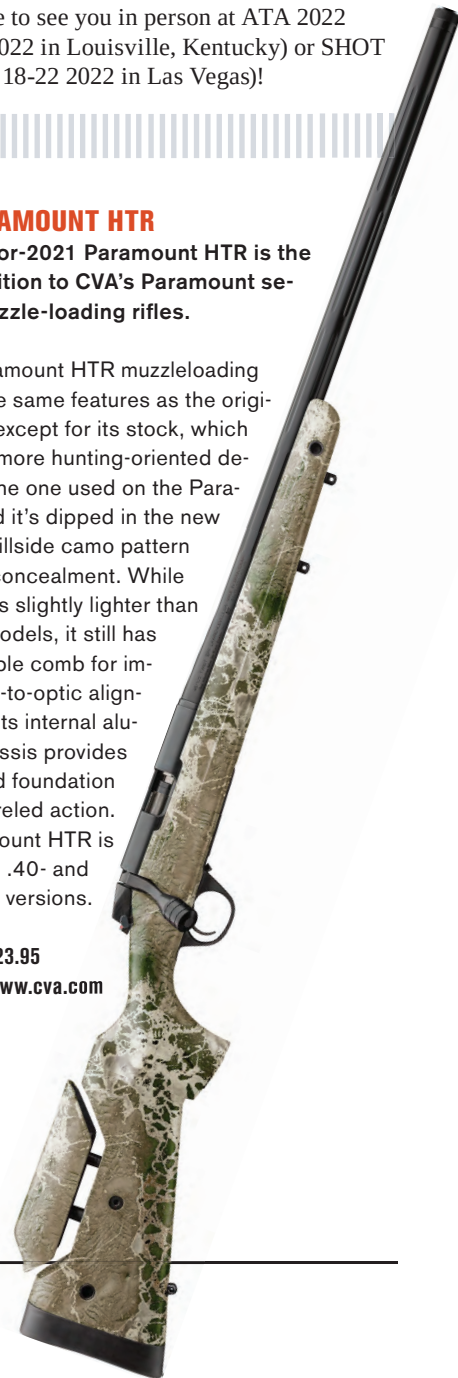 e to see you in person at ATA 2022
022 in Louisville, Kentucky) or SHOT
18-22 2022 in Las Vegas)!
AMOUNT HTR
or-2021 Paramount HTR is the
ition to CVA's Paramount se-
zzle-loading rifles.
amount HTR muzzleloading
e same features as the origi-
except for its stock, which
more hunting-oriented de-
he one used on the Para-
d it's dipped in the new
illside camo pattern
concealment. While
s slightly lighter than
odels, it still has
ble comb for im-
-to-optic align-
ts internal alu-
ssis provides
d foundation
reled action.
ount HTR is
.40- and
versions.
23.95
ww.cva.com